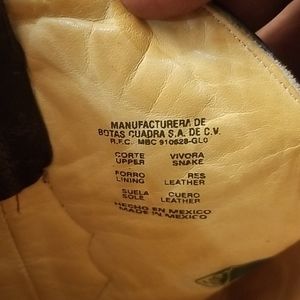 MANUFACTURERA DE
BOTAS CUADRA S.A. DE C.V.
R.F.C. MBC 910628-GL0
CORTE VIVORA
UPPER SNAKE
FORRO RES
LINING LEATHER
SUELA CUERO
SOLE LEATHER
HECHO EN MEXICO
MADE IN MEXICO